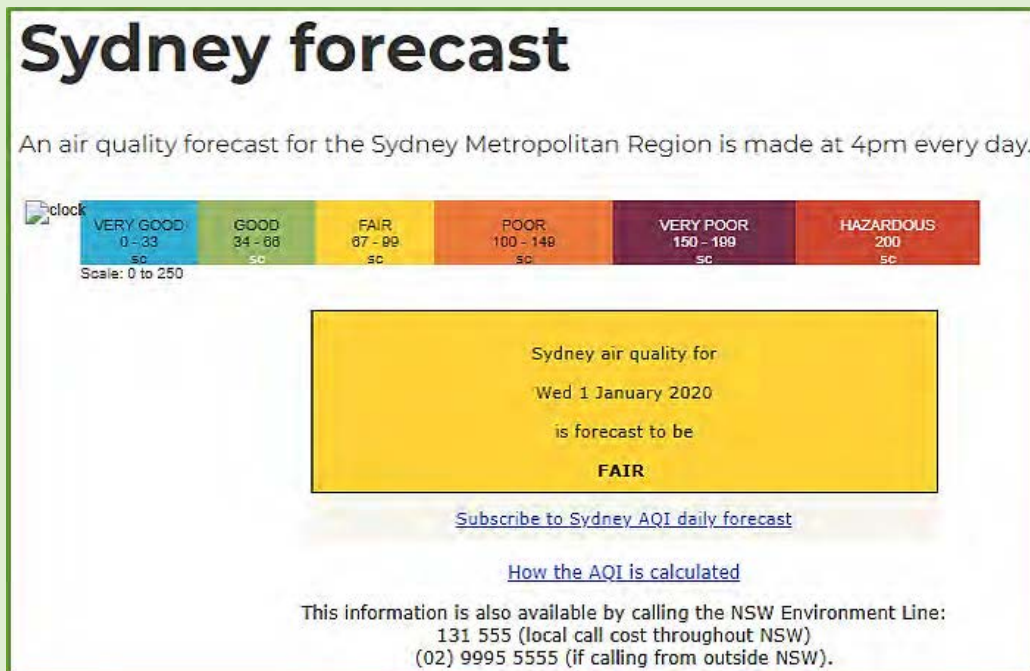 Sydney forecast
An air quality forecast for the Sydney Metropolitan Region is made at 4pm every day.
clock
VERY GOOD GOOD FAIR POOR VERY POOR HAZARDOUS
0 - 33 34 - 66 67 - 99 100 - 149 150 - 199 200
sc sc sc sc sc sc
Scale: 0 to 250
Sydney air quality for
Wed 1 January 2020
is forecast to be
FAIR
Subscribe to Sydney AQI daily forecast
How the AQI is calculated
This information is also available by calling the NSW Environment Line:
131 555 (local call cost throughout NSW)
(02) 9995 5555 (if calling from outside NSW).